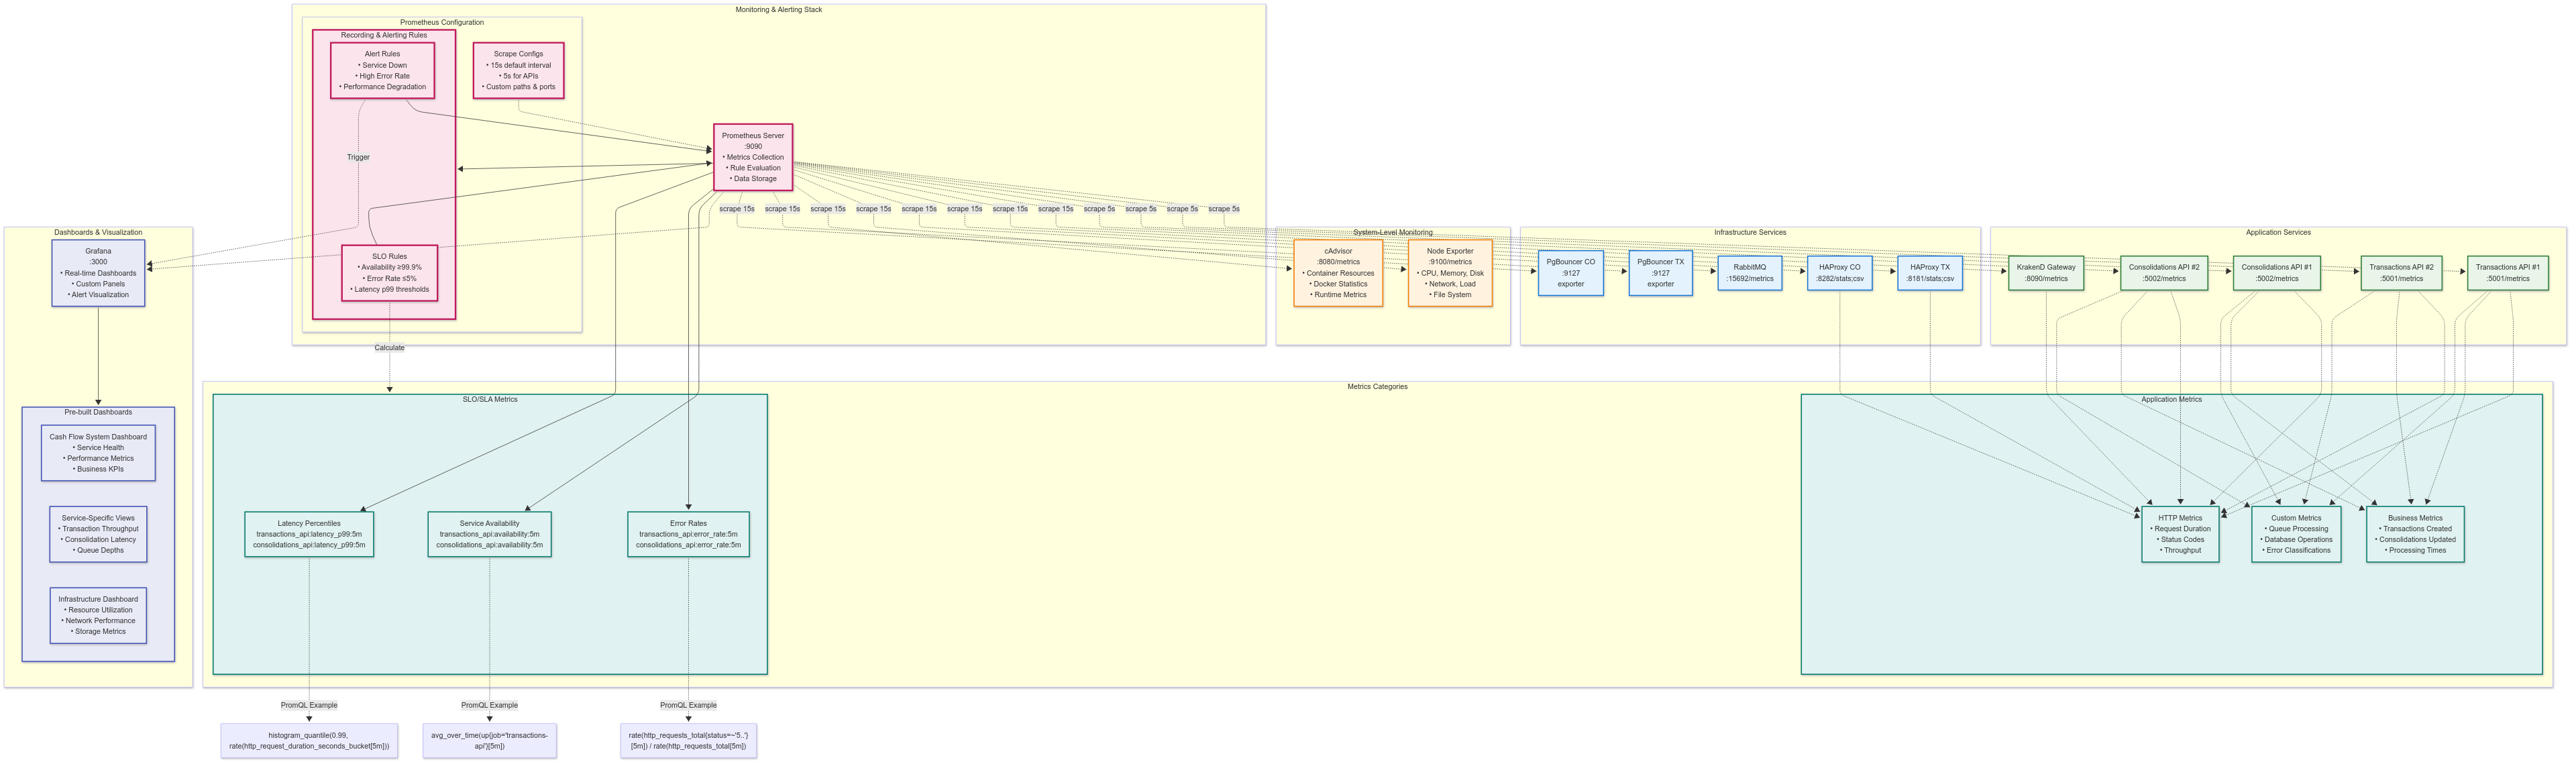 Monitoring & Alerting Stack
Prometheus Configuration
Recording & Alerting Rules
Alert Rules
• Service Down
• High Error Rate
• Performance Degradation
Scrape Configs
• 15s default interval
• 5s for APIs
• Custom paths & ports
Prometheus Server
:9090
• Metrics Collection
• Rule Evaluation
• Data Storage
Trigger
scrape 15s
scrape 15s
scrape 15s
scrape 15s
scrape 15s
scrape 15s
scrape 15s
scrape 15s
scrape 5s
scrape 5s
scrape 5s
scrape 5s
SLO Rules
• Availability ≥99.9%
• Error Rate ≤5%
• Latency p99 thresholds
Calculate
Dashboards & Visualization
Grafana
:3000
• Real-time Dashboards
• Custom Panels
• Alert Visualization
Pre-built Dashboards
Cash Flow System Dashboard
• Service Health
• Performance Metrics
• Business KPIs
Service-Specific Views
• Transaction Throughput
• Consolidation Latency
• Queue Depths
Infrastructure Dashboard
• Resource Utilization
• Network Performance
• Storage Metrics
System-Level Monitoring
cAdvisor
:8080/metrics
• Container Resources
• Docker Statistics
• Runtime Metrics
Node Exporter
:9100/metrics
• CPU, Memory, Disk
• Network, Load
• File System
Infrastructure Services
PgBouncer CO
:9127
exporter
PgBouncer TX
:9127
exporter
RabbitMQ
:15692/metrics
HAProxy CO
:8282/stats;csv
HAProxy TX
:8181/stats;csv
Application Services
KrakenD Gateway
:8090/metrics
Consolidations API #2
:5002/metrics
Consolidations API #1
:5002/metrics
Transactions API #2
:5001/metrics
Transactions API #1
:5001/metrics
Metrics Categories
SLO/SLA Metrics
Latency Percentiles
transactions_api:latency_p99:5m
consolidations_api:latency_p99:5m
Service Availability
transactions_api:availability:5m
consolidations_api:availability:5m
Error Rates
transactions_api:error_rate:5m
consolidations_api:error_rate:5m
Application Metrics
HTTP Metrics
• Request Duration
• Status Codes
• Throughput
Custom Metrics
• Queue Processing
• Database Operations
• Error Classifications
Business Metrics
• Transactions Created
• Consolidations Updated
• Processing Times
PromQL Example
PromQL Example
PromQL Example
histogram_quantile(0.99,
rate(http_request_duration_seconds_bucket[5m]))
avg_over_time(up{job='transactions-
api'}[5m])
rate(http_requests_total{status=~'5..'}
[5m]) / rate(http_requests_total[5m])